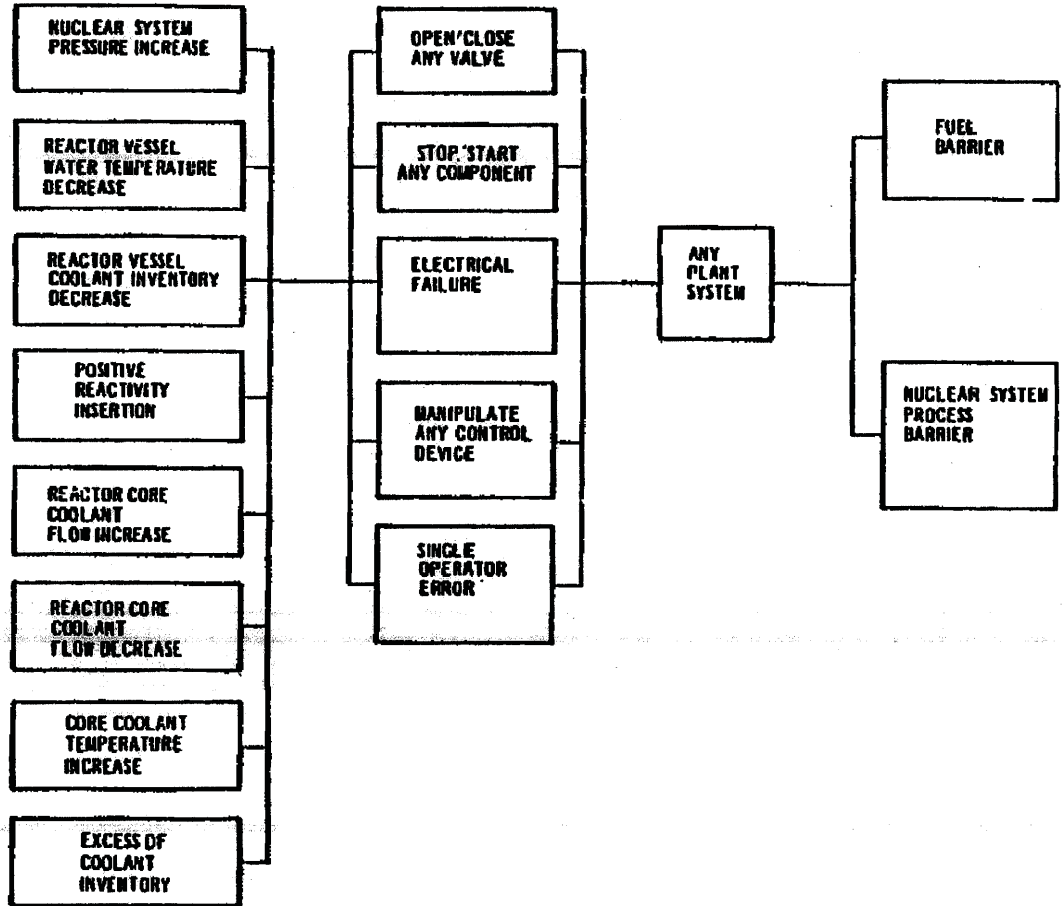 NUCLEAR SYSTEM
PRESSURE INCREASE
REACTOR VESSEL
WATER TEMPERATURE
DECREASE
REACTOR VESSEL
COOLANT INVENTORY
DECREASE
POSITIVE
REACTIVITY
INSERTION
REACTOR CORE
COOLANT
FLOW INCREASE
REACTOR CORE
COOLANT
FLOW DECREASE
CORE COOLANT
TEMPERATURE
INCREASE
EXCESS OF
COOLANT
INVENTORY
OPEN/CLOSE
ANY VALVE
STOP/START
ANY COMPONENT
ELECTRICAL
FAILURE
MANIPULATE
ANY CONTROL
DEVICE
SINGLE
OPERATOR
ERROR
ANY
PLANT
SYSTEM
FUEL
BARRIER
NUCLEAR SYSTEM
PROCESS
BARRIER